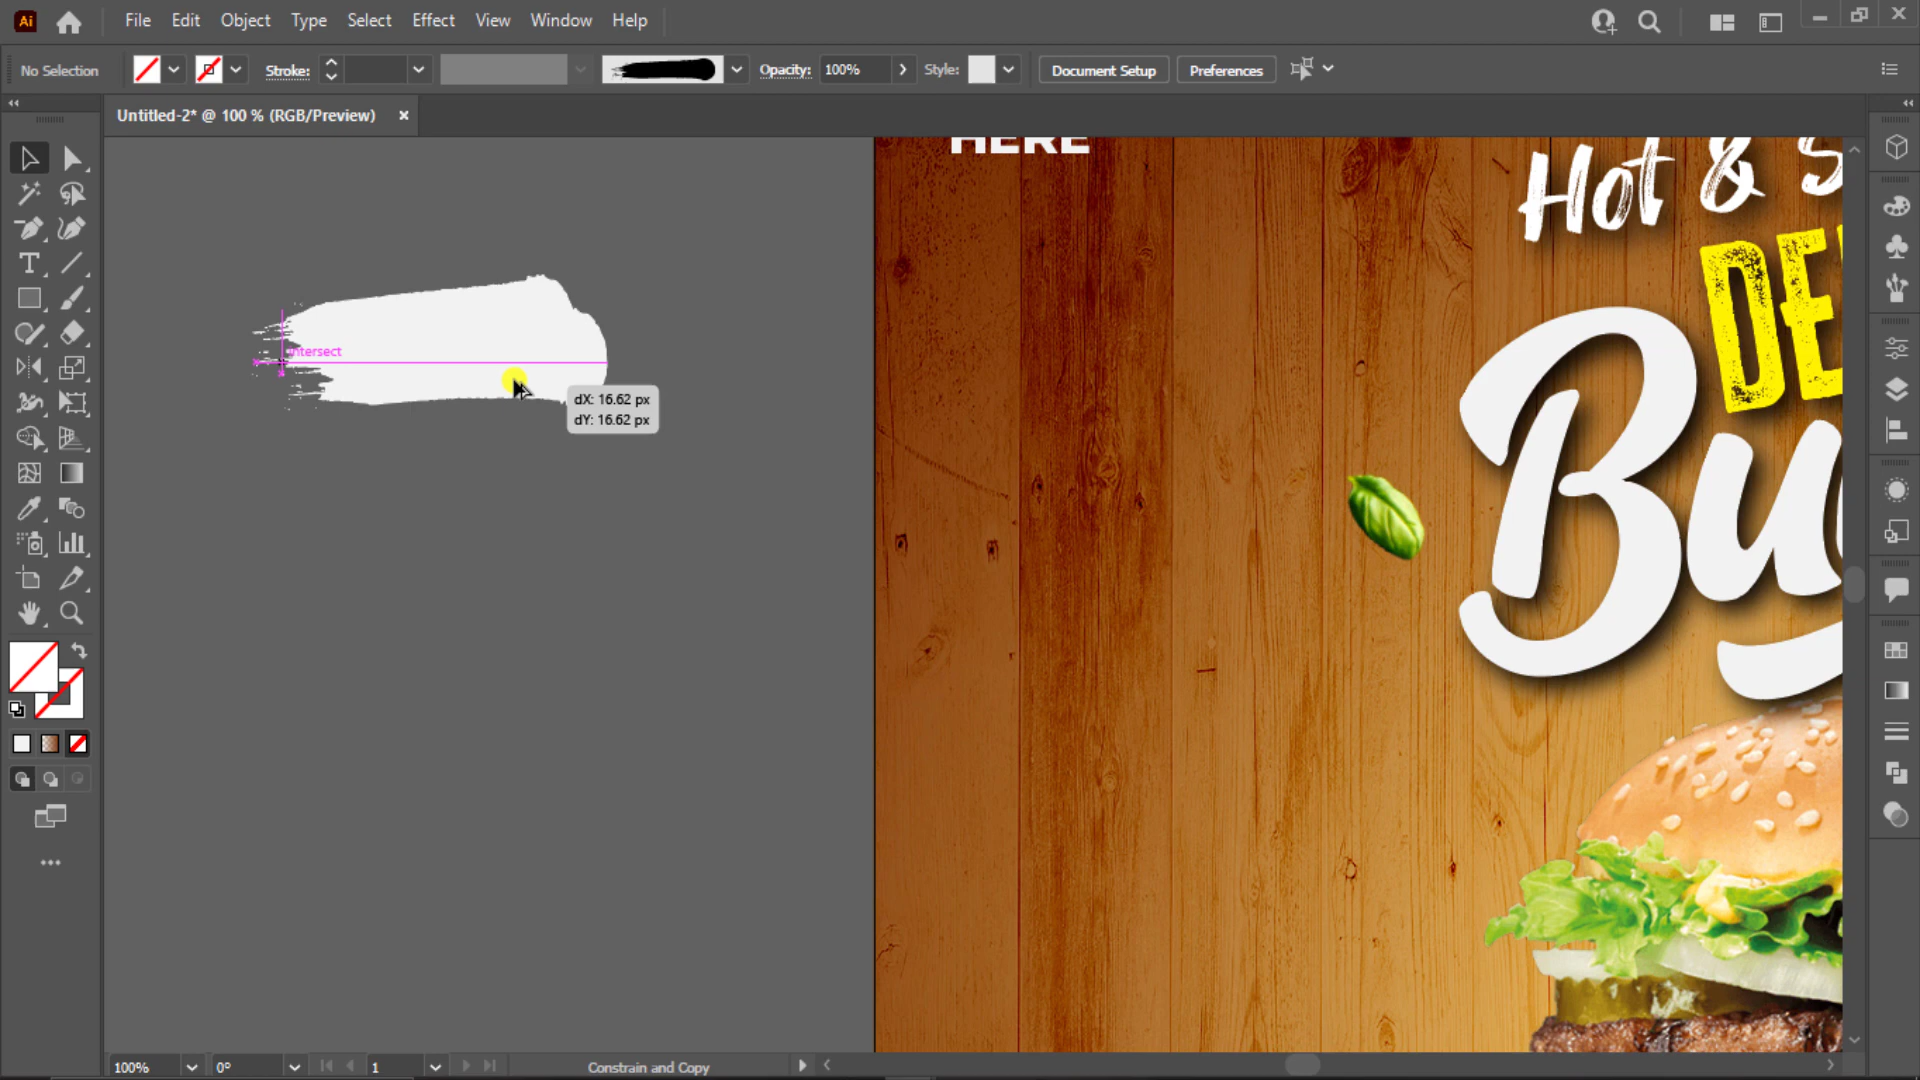 Ai
File Edit Object Type Select Effect View Window Help
No Selection Stroke: Opacity: 100% Style: Document Setup Preferences
Untitled-2* @ 100 % (RGB/Preview) ×
HERE
Hot & S
DE
Bu
intersect
dX: 16.62 px
dY: 16.62 px
100% 0° 1 Constrain and Copy